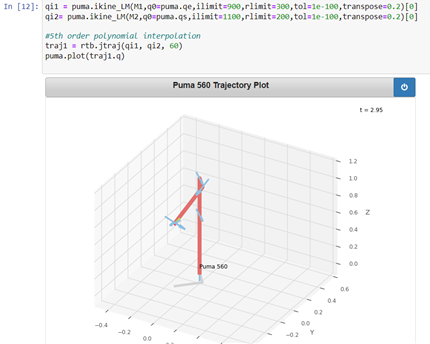 In [12]: qi1 = puma.ikine_LM(M1,q0=puma.qe,ilimit=900,rlimit=300,tol=1e-100,transpose=0.2)[0]
qi2= puma.ikine_LM(M2,q0=puma.qs,ilimit=1100,rlimit=200,tol=1e-100,transpose=0.2)[0]
#5th order polynomial interpolation
traj1 = rtb.jtraj(qi1, qi2, 60)
puma.plot(traj1.q)
Puma 560 Trajectory Plot
t = 2.95
1.2
1.0
0.8
0.6
Z
0.4
0.2
0.0
Puma 560
0.6
0.4
0.2
0.0
Y
−0.2
−0.4
−0.2
0.0